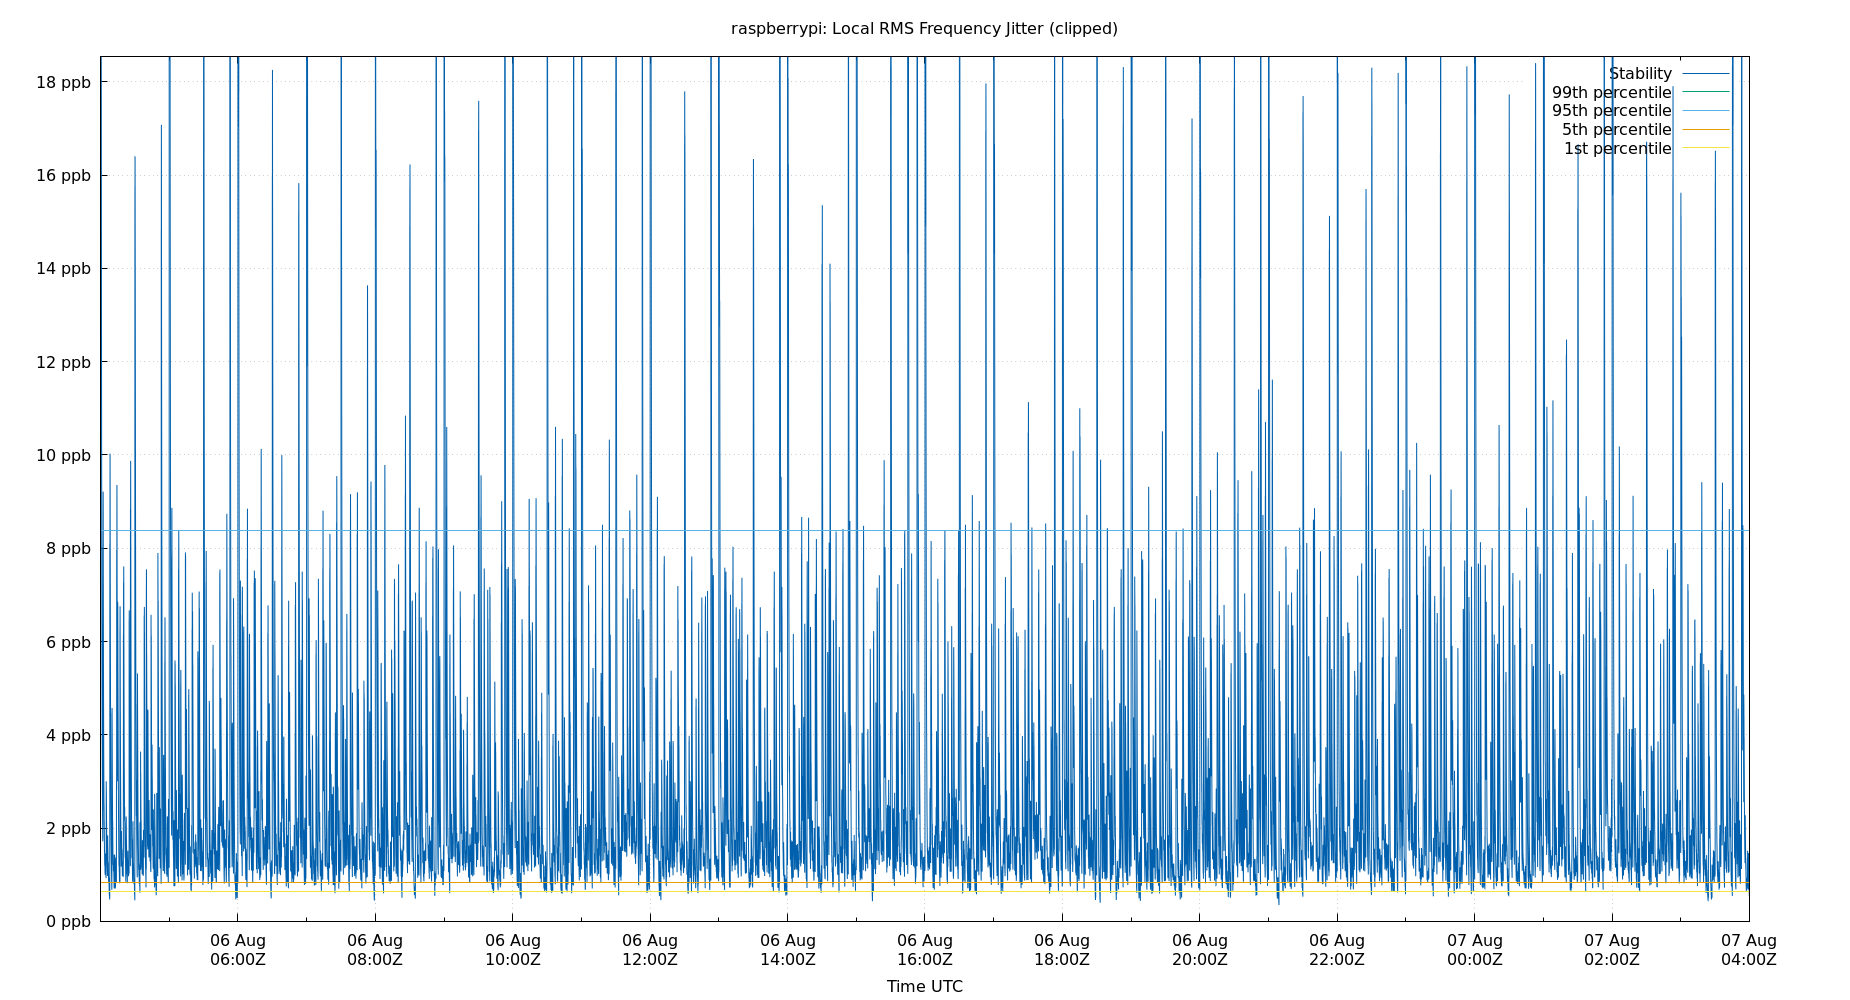 raspberrypi: Local RMS Frequency Jitter (clipped)
18 ppb
16 ppb
14 ppb
12 ppb
10 ppb
8 ppb
6 ppb
4 ppb
2 ppb
0 ppb
Stability
99th percentile
95th percentile
5th percentile
1st percentile
06 Aug 06 Aug 06 Aug 06 Aug 06 Aug 06 Aug 06 Aug 06 Aug 06 Aug 07 Aug 07 Aug 07 Aug
06:00Z 08:00Z 10:00Z 12:00Z 14:00Z 16:00Z 18:00Z 20:00Z 22:00Z 00:00Z 02:00Z 04:00Z
Time UTC